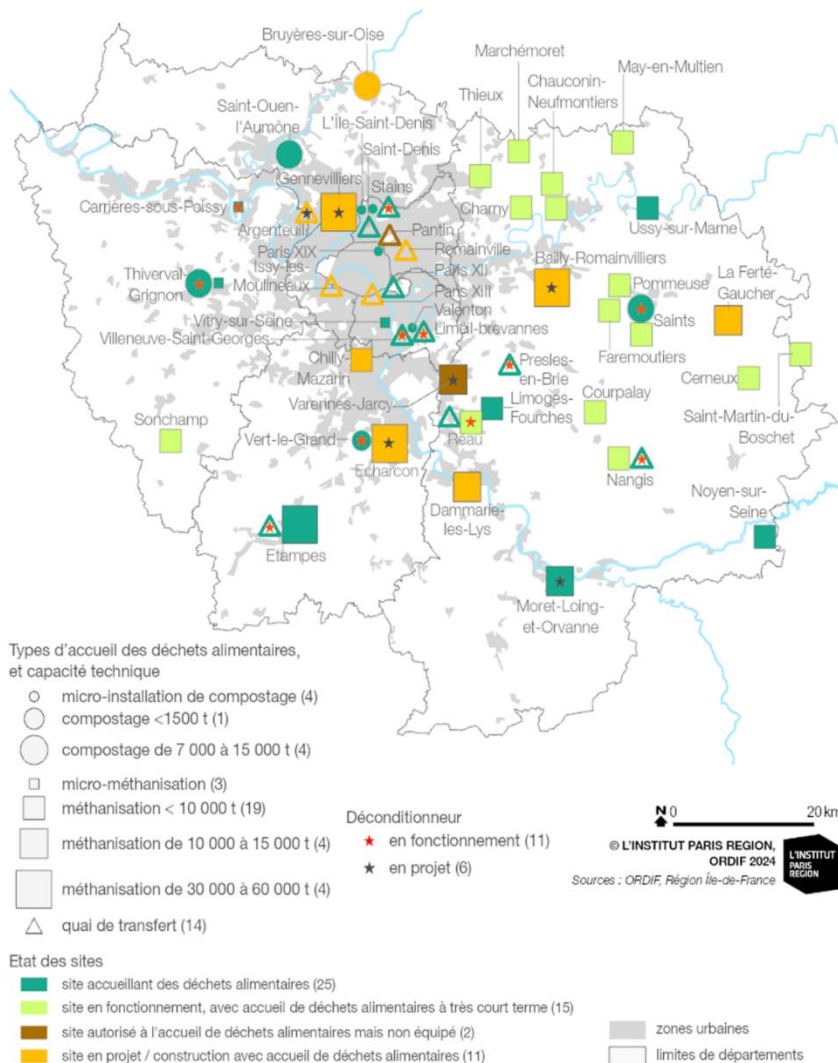 Bruyères-sur-Oise
Marchémoret
May-en-Multien
Chauconin-
Neufmontiers
Thieux
Saint-Ouen-
l'Aumône
L'Île-Saint-Denis
Saint-Denis
Stains
Gennevilliers
Carrières-sous-Poissy
Argenteuil
Charny
Ussy-sur-Marne
Pantin
Romainville
Paris XIX
Issy-les-
Moulineaux
Paris XII
Paris XIII
Bailly-Romainvilliers
Pommeuse
La Ferté-
Gaucher
Thiverval-
Grignon
Valenton
Saints
Vitry-sur-Seine
Limeil-brévannes
Villeneuve-Saint-Georges
Faremoutiers
Chilly-
Mazarin
Presles-
en-Brie
Cerneux
Varennes-Jarcy
Limoges-
Fourches
Courpalay
Saint-Martin-du-
Boschet
Sonchamp
Vert-le-Grand
Réau
Echarcon
Nangis
Noyen-sur-
Seine
Dammarie-
les-Lys
Etampes
Moret-Loing-
et-Orvanne
Types d'accueil des déchets alimentaires,
et capacité technique
micro-installation de compostage (4)
compostage <1500 t (1)
compostage de 7 000 à 15 000 t (4)
micro-méthanisation (3)
méthanisation < 10 000 t (19)
méthanisation de 10 000 à 15 000 t (4)
méthanisation de 30 000 à 60 000 t (4)
quai de transfert (14)
Déconditionneur
en fonctionnement (11)
en projet (6)
N 0 20 km
© L'INSTITUT PARIS REGION,
ORDIF 2024
Sources : ORDIF, Région Île-de-France
L'INSTITUT
PARIS
REGION
Etat des sites
site accueillant des déchets alimentaires (25)
site en fonctionnement, avec accueil de déchets alimentaires à très court terme (15)
site autorisé à l'accueil de déchets alimentaires mais non équipé (2)
site en projet / construction avec accueil de déchets alimentaires (11)
zones urbaines
limites de départements